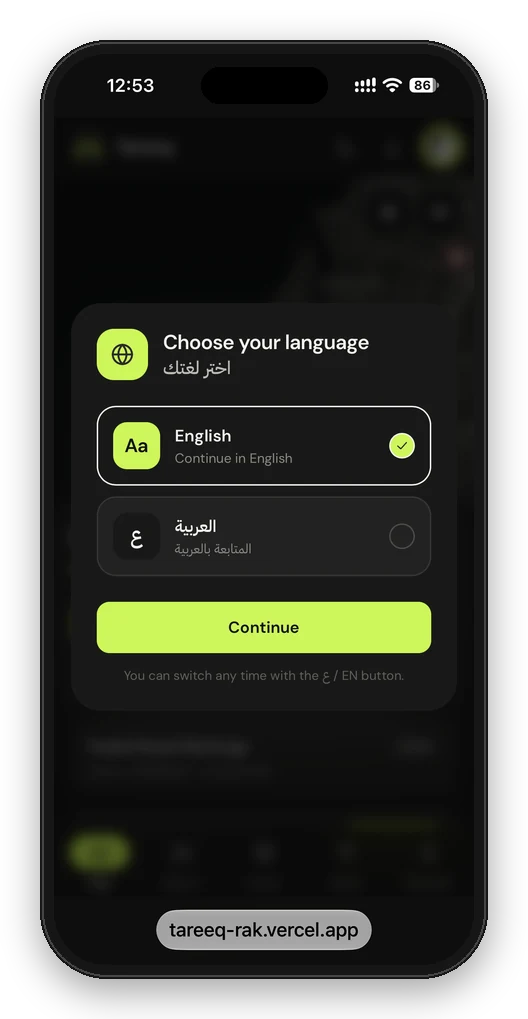 12:53
86
Choose your language
اختر لغتك
Aa
English
Continue in English
ع
العربية
المتابعة بالعربية
Continue
You can switch any time with the ع / EN button.
tareeq-rak.vercel.app